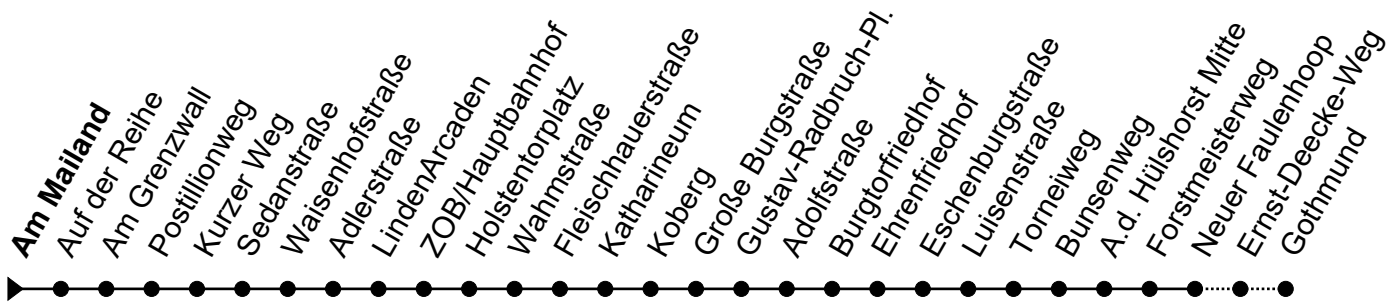 Am Mailand
Auf der Reihe
Am Grenzwall
Postillionweg
Kurzer Weg
Sedanstraße
Waisenhofstraße
Adlerstraße
LindenArcaden
ZOB/Hauptbahnhof
Holstentorplatz
Wahmstraße
Fleischhauerstraße
Katharineum
Koberg
Große Burgstraße
Gustav-Radbruch-Pl.
Adolfstraße
Burgtorfriedhof
Ehrenfriedhof
Eschenburgstraße
Luisenstraße
Torneiweg
Bunsenweg
A.d. Hülshorst Mitte
Forstmeisterweg
Neuer Faulenhoop
Ernst-Deecke-Weg
Gothmund